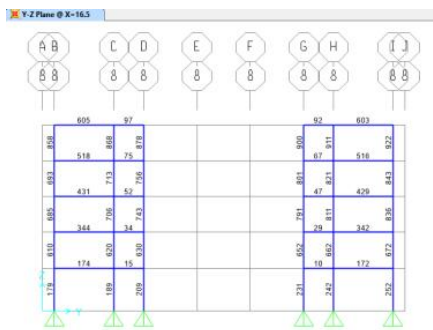 Y-Z Plane @ X=16.5
A B C D E F G H I J
8 8 8 8 8 8 8 8 8 8
605 97 92 603
858 868 878 900 911 922
518 75 67 516
693 713 756 801 821 843
431 52 47 429
685 706 743 791 811 836
344 34 29 342
610 620 630 652 662 672
174 15 10 172
Z
179 189 209 231 242 252
Y